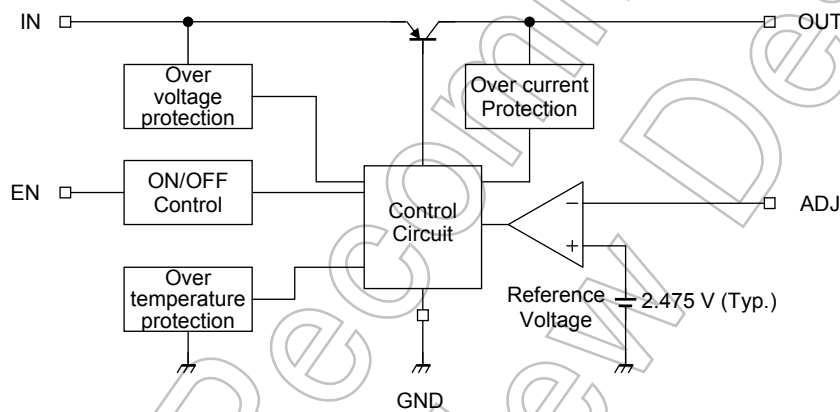 IN
OUT
Over
voltage
protection
Over current
Protection
EN
ON/OFF
Control
Control
Circuit
−
+
ADJ
Over
temperature
protection
Reference
Voltage
2.475 V (Typ.)
GND